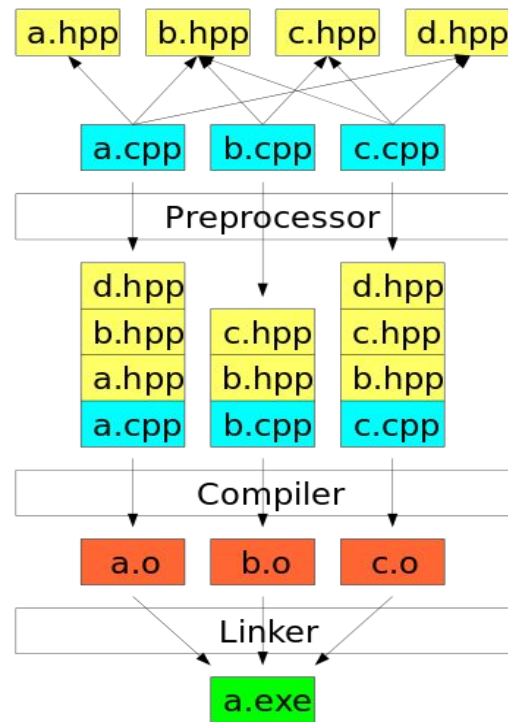 a.hpp b.hpp c.hpp d.hpp
a.cpp b.cpp c.cpp
Preprocessor
d.hpp d.hpp
b.hpp c.hpp c.hpp
a.hpp b.hpp b.hpp
a.cpp b.cpp c.cpp
Compiler
a.o b.o c.o
Linker
a.exe